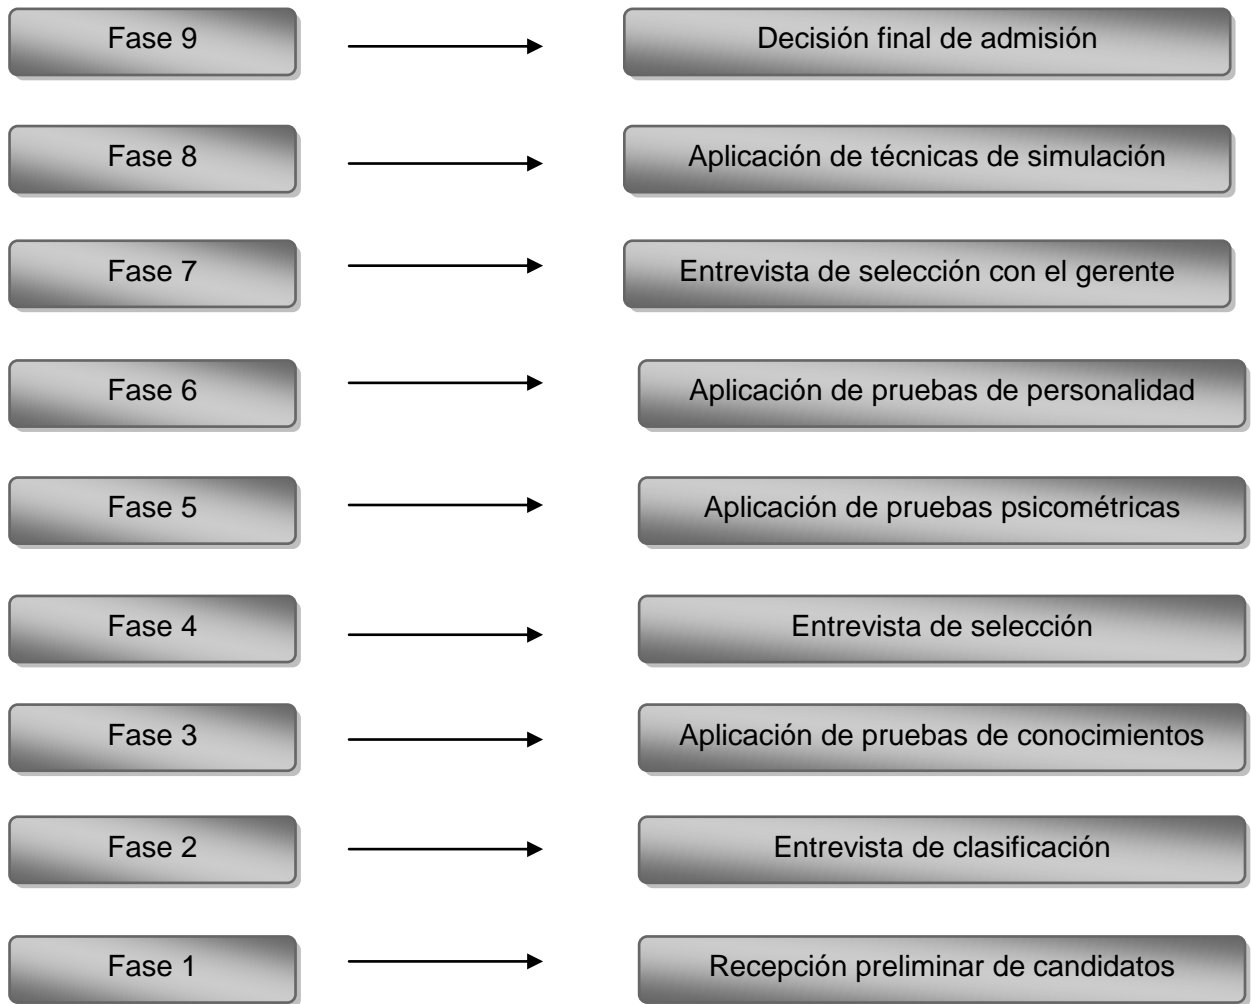 Fase 9
Decisión final de admisión
Fase 8
Aplicación de técnicas de simulación
Fase 7
Entrevista de selección con el gerente
Fase 6
Aplicación de pruebas de personalidad
Fase 5
Aplicación de pruebas psicométricas
Fase 4
Entrevista de selección
Fase 3
Aplicación de pruebas de conocimientos
Fase 2
Entrevista de clasificación
Fase 1
Recepción preliminar de candidatos